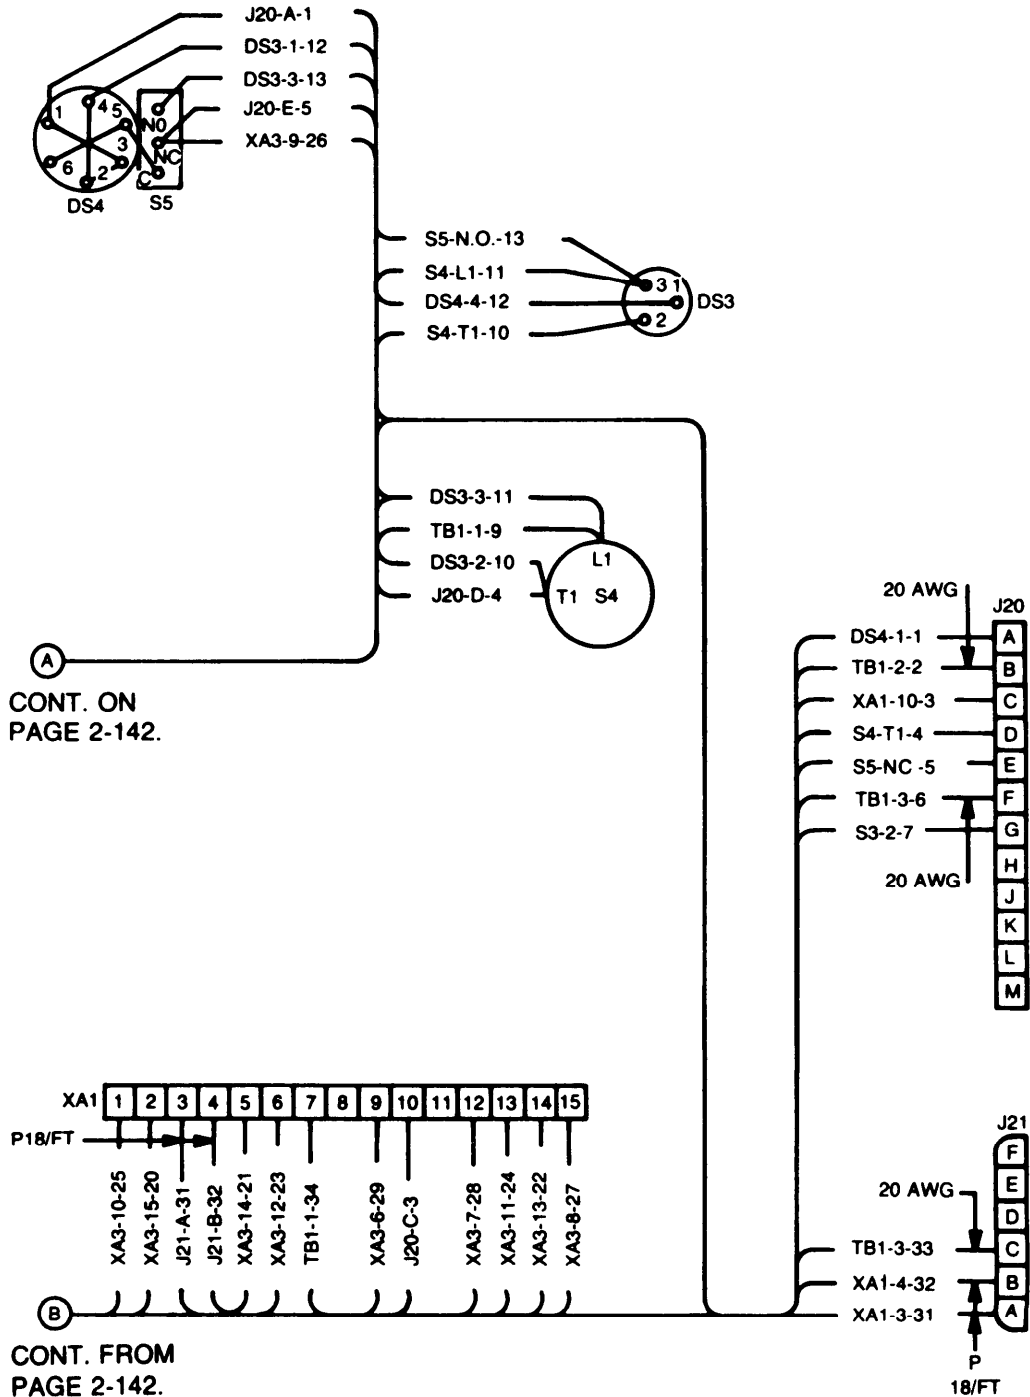 J20-A-1
DS3-1-12
DS3-3-13
J20-E-5
XA3-9-26
1
4
5
3
6
2
NO
NC
C
DS4
S5
S5-N.O.-13
S4-L1-11
DS4-4-12
S4-T1-10
3 1
2
DS3
DS3-3-11
TB1-1-9
DS3-2-10
J20-D-4
L1
T1 S4
A
CONT. ON
PAGE 2-142.
20 AWG
J20
DS4-1-1 A
TB1-2-2 B
XA1-10-3 C
S4-T1-4 D
S5-NC -5 E
TB1-3-6 F
S3-2-7 G
20 AWG
H
J
K
L
M
XA1 1 2 3 4 5 6 7 8 9 10 11 12 13 14 15
P18/FT
XA3-10-25
XA3-15-20
J21-A-31
J21-B-32
XA3-14-21
XA3-12-23
TB1-1-34
XA3-6-29
J20-C-3
XA3-7-28
XA3-11-24
XA3-13-22
XA3-8-27
J21
F
E
D
20 AWG
TB1-3-33 C
XA1-4-32 B
XA1-3-31 A
P
18/FT
B
CONT. FROM
PAGE 2-142.